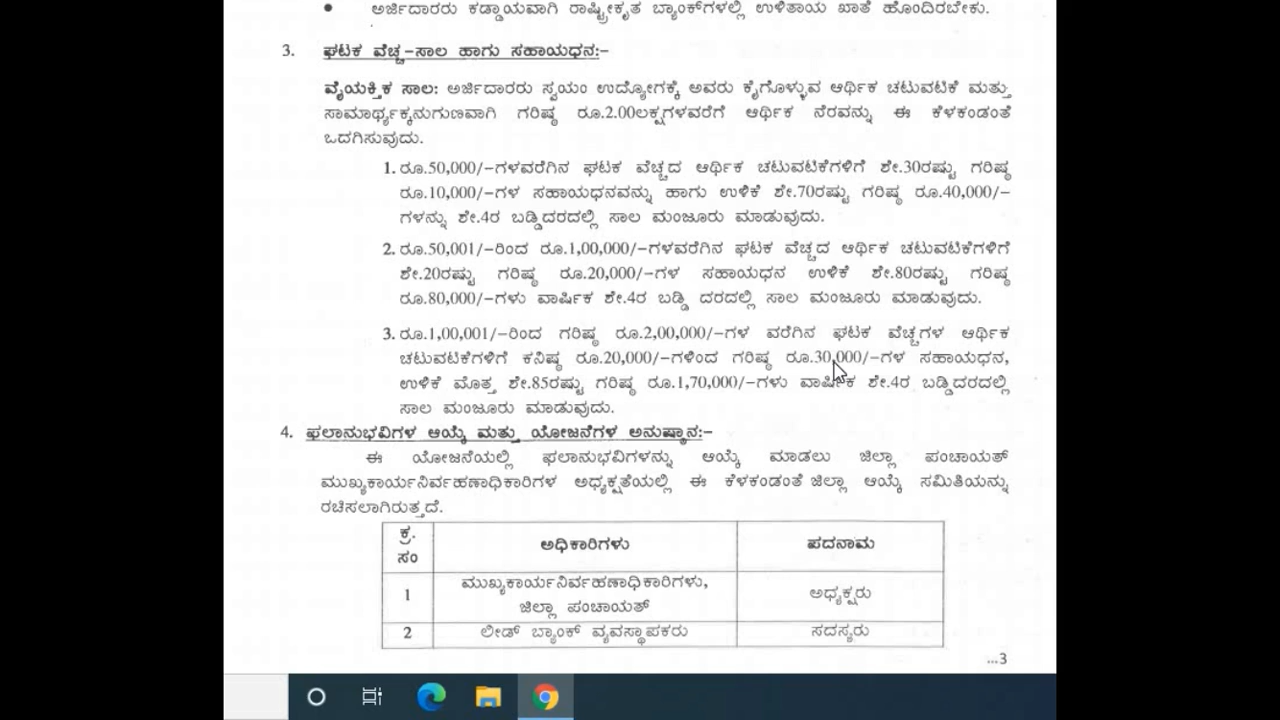 • ಅರ್ಜಿದಾರರು ಕಡ್ಡಾಯವಾಗಿ ರಾಷ್ಟ್ರೀಕೃತ ಬ್ಯಾಂಕ್‌ಗಳಲ್ಲಿ ಉಳಿತಾಯ ಖಾತೆ ಹೊಂದಿರಬೇಕು.
3. ಘಟಕ ವೆಚ್ಚ-ಸಾಲ ಹಾಗು ಸಹಾಯಧನ:-
ವೈಯಕ್ತಿಕ ಸಾಲ: ಅರ್ಜಿದಾರರು ಸ್ವಯಂ ಉದ್ಯೋಗಕ್ಕೆ ಅವರು ಕೈಗೊಳ್ಳುವ ಆರ್ಥಿಕ ಚಟುವಟಿಕೆ ಮತ್ತು
ಸಾಮಾರ್ಥ್ಯಕ್ಕನುಗುಣವಾಗಿ ಗರಿಷ್ಠ ರೂ.2.00ಲಕ್ಷಗಳವರೆಗೆ ಆರ್ಥಿಕ ನೆರವನ್ನು ಈ ಕೆಳಕಂಡಂತೆ
ಒದಗಿಸುವುದು.
1. ರೂ.50,000/-ಗಳವರೆಗಿನ ಘಟಕ ವೆಚ್ಚದ ಆರ್ಥಿಕ ಚಟುವಟಿಕೆಗಳಿಗೆ ಶೇ.30ರಷ್ಟು ಗರಿಷ್ಠ
ರೂ.10,000/-ಗಳ ಸಹಾಯಧನವನ್ನು ಹಾಗು ಉಳಿಕೆ ಶೇ.70ರಷ್ಟು ಗರಿಷ್ಠ ರೂ.40,000/-
ಗಳನ್ನು ಶೇ.4ರ ಬಡ್ಡಿದರದಲ್ಲಿ ಸಾಲ ಮಂಜೂರು ಮಾಡುವುದು.
2. ರೂ.50,001/-ರಿಂದ ರೂ.1,00,000/-ಗಳವರೆಗಿನ ಘಟಕ ವೆಚ್ಚದ ಆರ್ಥಿಕ ಚಟುವಟಿಕೆಗಳಿಗೆ
ಶೇ.20ರಷ್ಟು ಗರಿಷ್ಠ ರೂ.20,000/-ಗಳ ಸಹಾಯಧನ ಉಳಿಕೆ ಶೇ.80ರಷ್ಟು ಗರಿಷ್ಠ
ರೂ.80,000/-ಗಳು ವಾರ್ಷಿಕ ಶೇ.4ರ ಬಡ್ಡಿ ದರದಲ್ಲಿ ಸಾಲ ಮಂಜೂರು ಮಾಡುವುದು.
3. ರೂ.1,00,001/-ರಿಂದ ಗರಿಷ್ಠ ರೂ.2,00,000/-ಗಳ ವರೆಗಿನ ಘಟಕ ವೆಚ್ಚಗಳ ಆರ್ಥಿಕ
ಚಟುವಟಿಕೆಗಳಿಗೆ ಕನಿಷ್ಠ ರೂ.20,000/-ಗಳಿಂದ ಗರಿಷ್ಠ ರೂ.30,000/-ಗಳ ಸಹಾಯಧನ,
ಉಳಿಕೆ ಮೊತ್ತ ಶೇ.85ರಷ್ಟು ಗರಿಷ್ಠ ರೂ.1,70,000/-ಗಳು ವಾರ್ಷಿಕ ಶೇ.4ರ ಬಡ್ಡಿದರದಲ್ಲಿ
ಸಾಲ ಮಂಜೂರು ಮಾಡುವುದು.
4. ಫಲಾನುಭವಿಗಳ ಆಯ್ಕೆ ಮತ್ತು ಯೋಜನೆಗಳ ಅನುಷ್ಠಾನ:-
ಈ ಯೋಜನೆಯಲ್ಲಿ ಫಲಾನುಭವಿಗಳನ್ನು ಆಯ್ಕೆ ಮಾಡಲು ಜಿಲ್ಲಾ ಪಂಚಾಯತ್
ಮುಖ್ಯಕಾರ್ಯನಿರ್ವಹಣಾಧಿಕಾರಿಗಳ ಅಧ್ಯಕ್ಷತೆಯಲ್ಲಿ ಈ ಕೆಳಕಂಡಂತೆ ಜಿಲ್ಲಾ ಆಯ್ಕೆ ಸಮಿತಿಯನ್ನು
ರಚಿಸಲಾಗಿರುತ್ತದೆ.
ಕ್ರ. ಸಂ ಅಧಿಕಾರಿಗಳು ಪದನಾಮ
1 ಮುಖ್ಯಕಾರ್ಯನಿರ್ವಹಣಾಧಿಕಾರಿಗಳು, ಅಧ್ಯಕ್ಷರು
ಜಿಲ್ಲಾ ಪಂಚಾಯತ್
2 ಲೀಡ್ ಬ್ಯಾಂಕ್ ವ್ಯವಸ್ಥಾಪಕರು ಸದಸ್ಯರು
...3